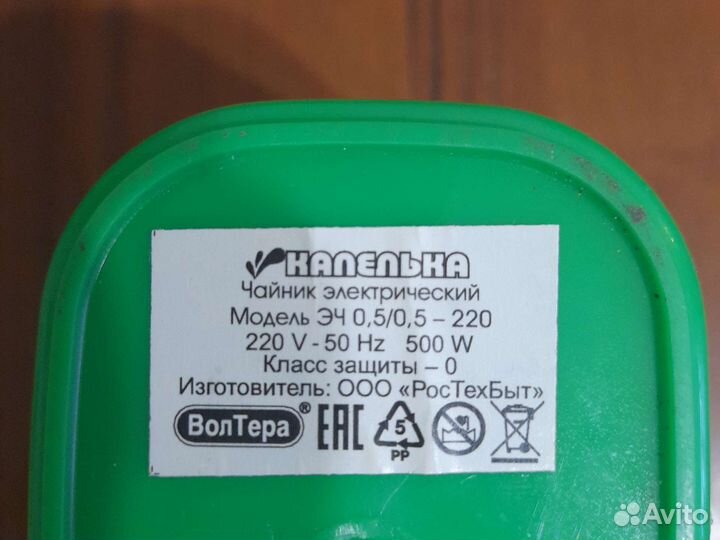 КАПЕЛЬКА
Чайник электрический
Модель ЭЧ 0,5/0,5 – 220
220 V - 50 Hz 500 W
Класс защиты – 0
Изготовитель: ООО «РосТехБыт»
ВолТера ® EAC 5
PP
Avito